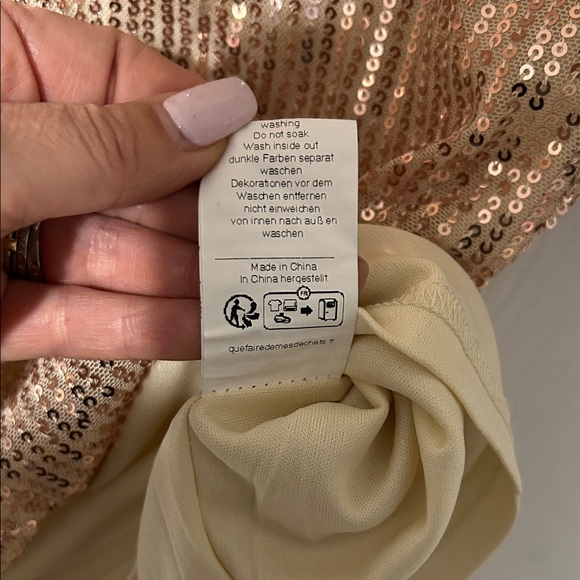 washing
Do not soak
Wash inside out
dunkle Farben separat
waschen
Dekorationen vor dem
Waschen entfernen
nicht einweichen
von innen nach auß en
waschen
Made in China
In China hergestellt
FR
quefairedemesdechets.fr